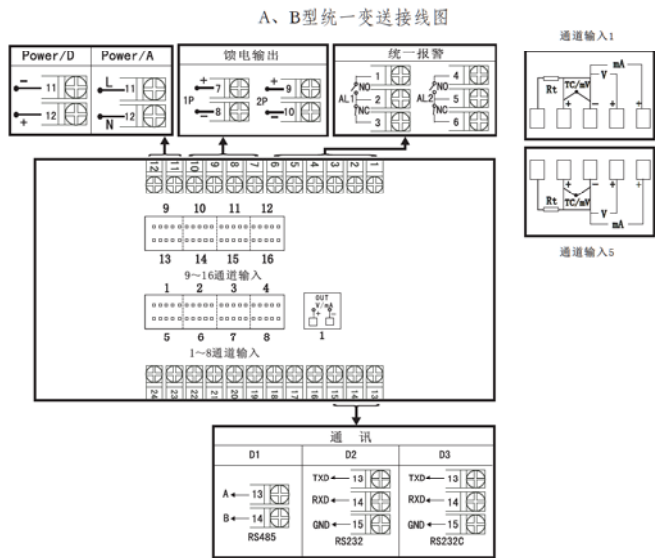 A、B型统一变送接线图
Power/D
Power/A
- 11
+ 12
L 11
N 12
馈电输出
1P
+ 7
- 8
2P
+ 9
- 10
统一报警
AL1
NO
NC
1
2
3
AL2
NO
NC
4
5
6
通道输入1
mA
V
Rt
TC/mV
+ - + +
+ - + +
Rt
TC/mV
V
mA
通道输入5
12 11 10 9 8 7 6 5 4 3 2 1
9 10 11 12
13 14 15 16
9～16通道输入
1 2 3 4
5 6 7 8
1～8通道输入
OUT
V/mA
+ -
1
24 23 22 21 20 19 18 17 16 15 14 13
通 讯
D1 D2 D3
A 13
B 14
RS485
TXD 13
RXD 14
GND 15
RS232
TXD 13
RXD 14
GND 15
RS232C